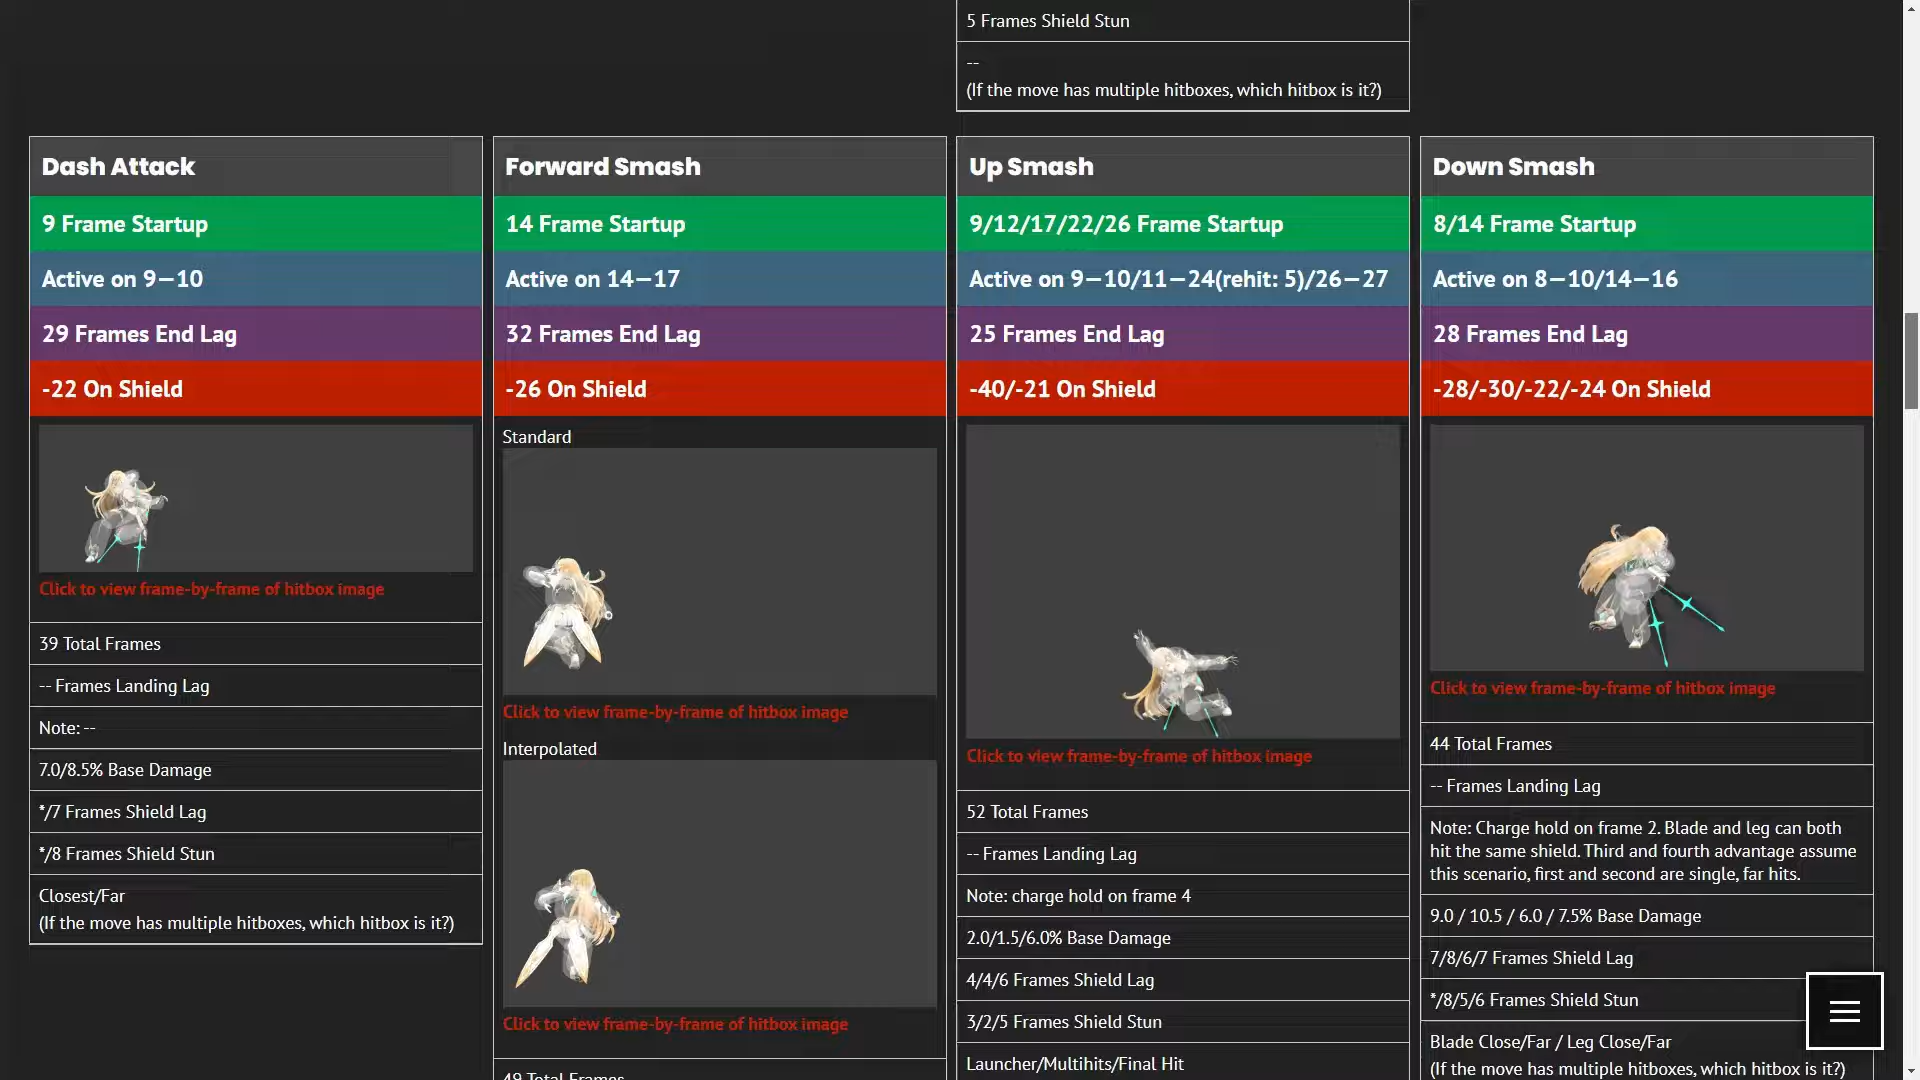 5 Frames Shield Stun
--
(If the move has multiple hitboxes, which hitbox is it?)
Dash Attack
9 Frame Startup
Active on 9—10
29 Frames End Lag
-22 On Shield
Click to view frame-by-frame of hitbox image
39 Total Frames
-- Frames Landing Lag
Note: --
7.0/8.5% Base Damage
*/7 Frames Shield Lag
*/8 Frames Shield Stun
Closest/Far
(If the move has multiple hitboxes, which hitbox is it?)
Forward Smash
14 Frame Startup
Active on 14—17
32 Frames End Lag
-26 On Shield
Standard
Click to view frame-by-frame of hitbox image
Interpolated
Click to view frame-by-frame of hitbox image
49 Total Frames
Up Smash
9/12/17/22/26 Frame Startup
Active on 9—10/11—24(rehit: 5)/26—27
25 Frames End Lag
-40/-21 On Shield
Click to view frame-by-frame of hitbox image
52 Total Frames
-- Frames Landing Lag
Note: charge hold on frame 4
2.0/1.5/6.0% Base Damage
4/4/6 Frames Shield Lag
3/2/5 Frames Shield Stun
Launcher/Multihits/Final Hit
Down Smash
8/14 Frame Startup
Active on 8—10/14—16
28 Frames End Lag
-28/-30/-22/-24 On Shield
Click to view frame-by-frame of hitbox image
44 Total Frames
-- Frames Landing Lag
Note: Charge hold on frame 2. Blade and leg can both
hit the same shield. Third and fourth advantage assume
this scenario, first and second are single, far hits.
9.0 / 10.5 / 6.0 / 7.5% Base Damage
7/8/6/7 Frames Shield Lag
*/8/5/6 Frames Shield Stun
Blade Close/Far / Leg Close/Far
(If the move has multiple hitboxes, which hitbox is it?)